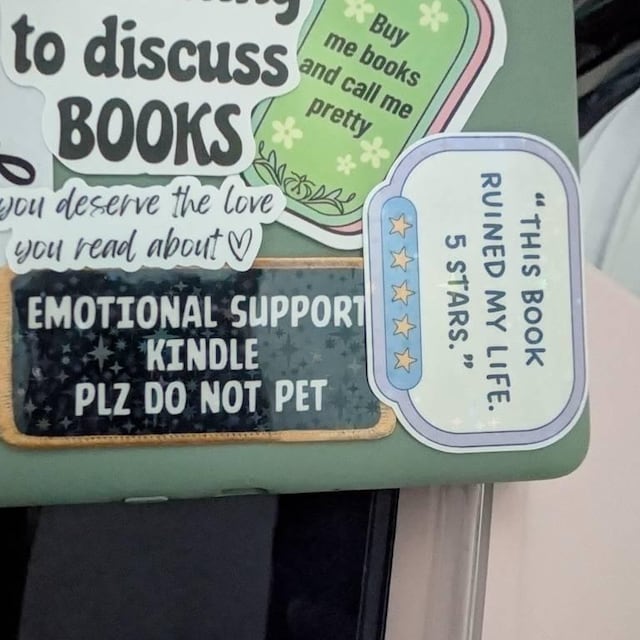 to discuss
BOOKS
Buy
me books
and call me
pretty
you deserve the love
you read about
EMOTIONAL SUPPORT
KINDLE
PLZ DO NOT PET
"THIS BOOK
RUINED MY LIFE.
5 STARS."